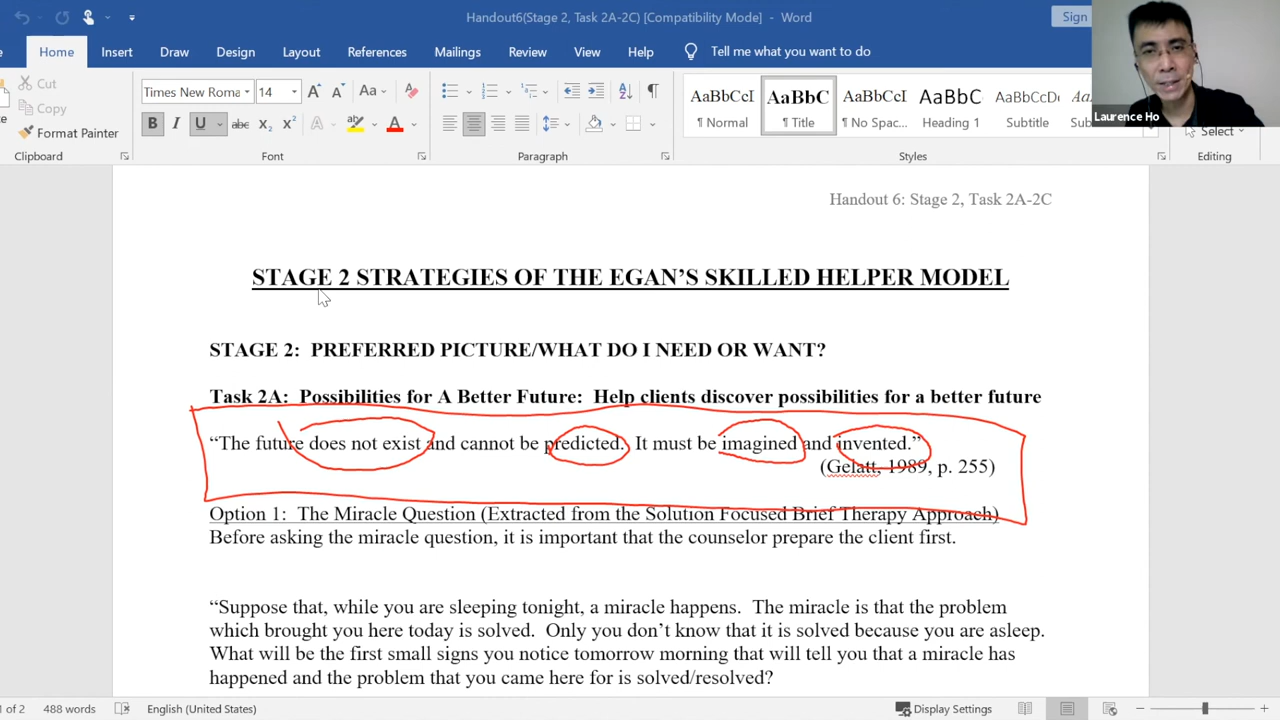 Handout6(Stage 2, Task 2A-2C) [Compatibility Mode] - Word
Sign
Home Insert Draw Design Layout References Mailings Review View Help Tell me what you want to do
Cut
Copy
Format Painter
Times New Roma 14
AaBbCcI AaBbC AaBbCcI AaBbC AaBbCcDc
Normal Title No Spac... Heading 1 Subtitle
Laurence Ho
Select
Clipboard Font Paragraph Styles Editing
Handout 6: Stage 2, Task 2A-2C
STAGE 2 STRATEGIES OF THE EGAN’S SKILLED HELPER MODEL
STAGE 2: PREFERRED PICTURE/WHAT DO I NEED OR WANT?
Task 2A: Possibilities for A Better Future: Help clients discover possibilities for a better future
“The future does not exist and cannot be predicted. It must be imagined and invented.”
(Gelatt, 1989, p. 255)
Option 1: The Miracle Question (Extracted from the Solution Focused Brief Therapy Approach)
Before asking the miracle question, it is important that the counselor prepare the client first.
“Suppose that, while you are sleeping tonight, a miracle happens. The miracle is that the problem
which brought you here today is solved. Only you don’t know that it is solved because you are asleep.
What will be the first small signs you notice tomorrow morning that will tell you that a miracle has
happened and the problem that you came here for is solved/resolved?
of 2 488 words English (United States) Display Settings